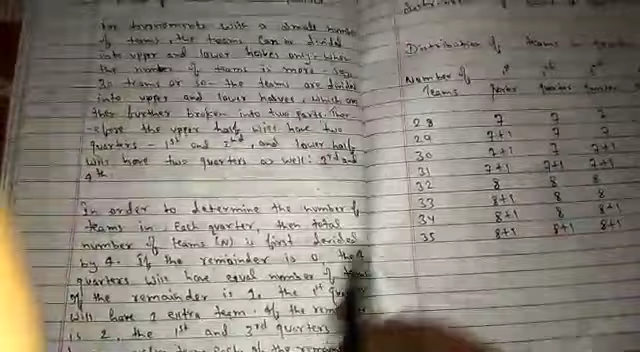 In tournaments with a small number
of teams, the teams can be divided
into upper and lower halves only. When
the number of teams is more - say
30 teams or so - the teams are divided
into upper and lower halves, which are
then further broken into two parts. Ther
-efore the upper half will have two
quarters - 1st and 2nd, and lower half
will have two quarters as well: 3rd and
4th.
In order to determine the number of
teams in each quarter, then total
number of teams (N) is first devided
by 4. If the remainder is 0, the
quarters will have equal number of teams
If the remainder is 1, the 1st quarter
will have 1 extra team. If the remainder
is 2, the 1st and 3rd quarters
of the remain
Distribution of teams in
Number of
Teams
28 7 7 7
29 7+1 7 7
30 7+1 7 7+1
31 7+1 7+1 7+1
32 8 8 8
33 8+1 8 8
34 8+1 8 8+1
35 8+1 8+1 8+1